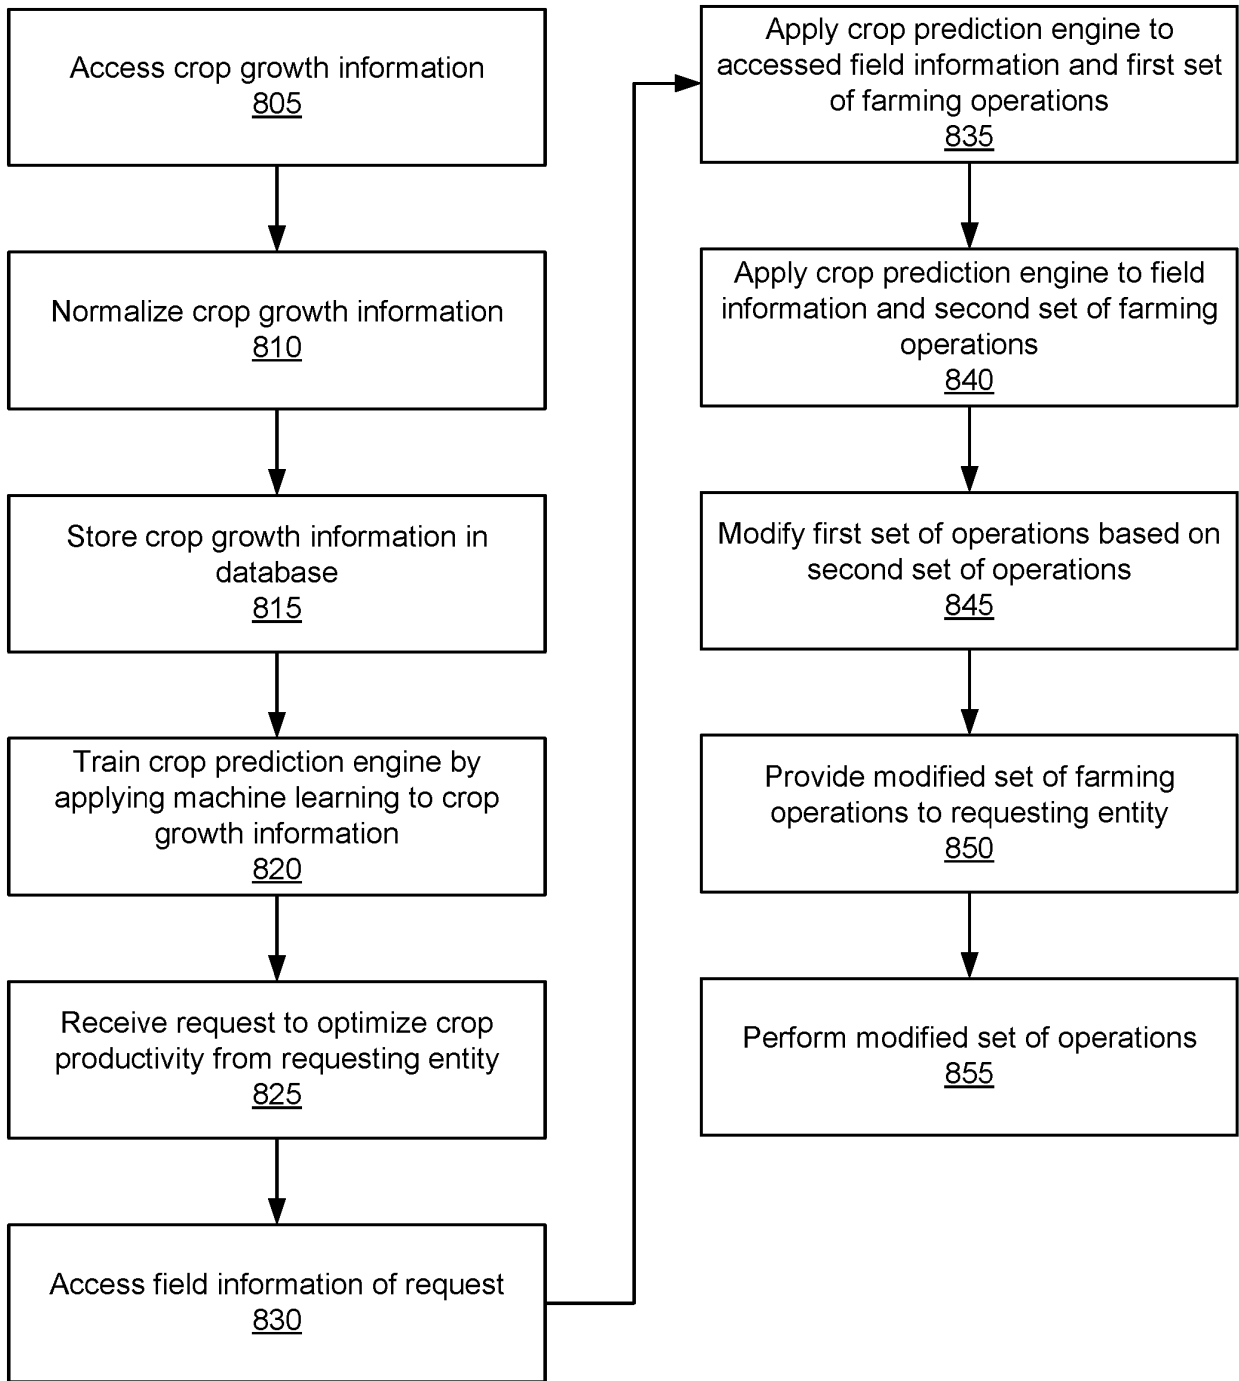 Access crop growth information
805
Normalize crop growth information
810
Store crop growth information in
database
815
Train crop prediction engine by
applying machine learning to crop
growth information
820
Receive request to optimize crop
productivity from requesting entity
825
Access field information of request
830
Apply crop prediction engine to
accessed field information and first set
of farming operations
835
Apply crop prediction engine to field
information and second set of farming
operations
840
Modify first set of operations based on
second set of operations
845
Provide modified set of farming
operations to requesting entity
850
Perform modified set of operations
855